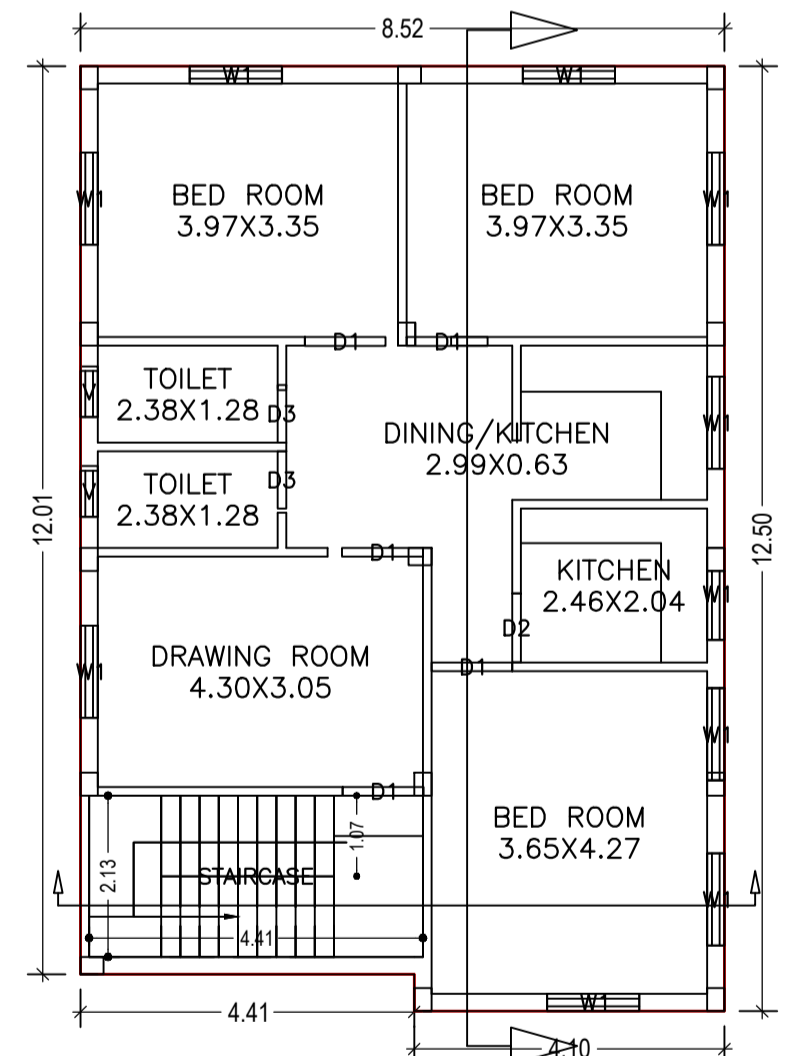 8.52
W1
W1
W1
BED ROOM
3.97X3.35
BED ROOM
3.97X3.35
W1
D1
D1
TOILET
2.38X1.28
D3
V
W1
DINING/KITCHEN
2.99X0.63
TOILET
2.38X1.28
D3
V
12.01
12.50
D1
KITCHEN
2.46X2.04
W1
D2
DRAWING ROOM
4.30X3.05
W1
D1
W1
D1
BED ROOM
3.65X4.27
1.07
2.13
STAIRCASE
W1
4.41
W1
4.41
4.10